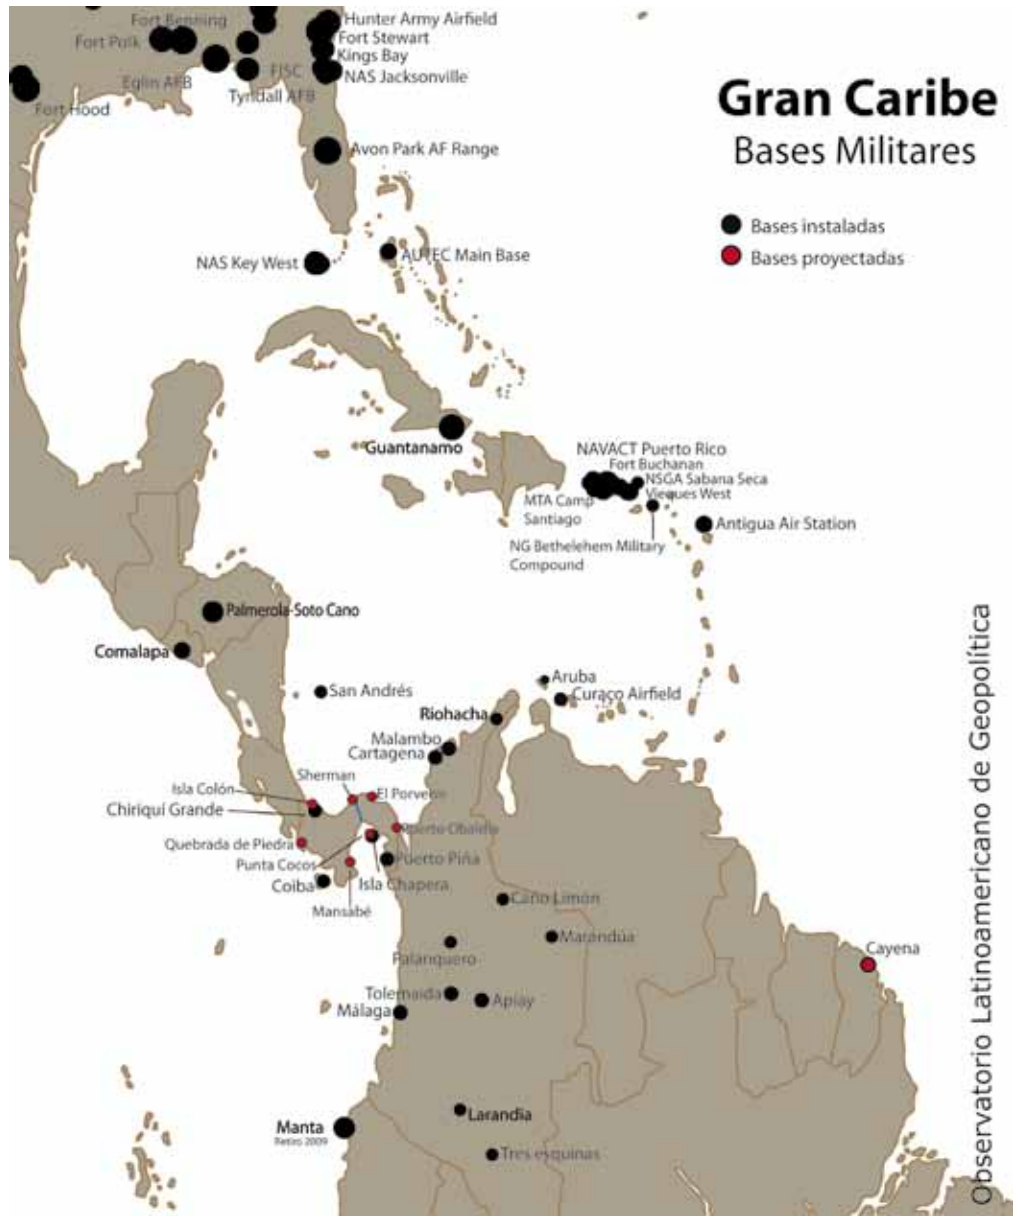 Fort Benning
Hunter Army Airfield
Fort Polk
Fort Stewart
Kings Bay
Eglin AFB
FISC
NAS Jacksonville
Tyndall AFB
Fort Hood
Gran Caribe
Bases Militares
Avon Park AF Range
Bases instaladas
Bases proyectadas
NAS Key West
AUTEC Main Base
Guantanamo
NAVACT Puerto Rico
Fort Buchanan
NSGA Sabana Seca
Vieques West
MTA Camp
Santiago
Antigua Air Station
NG Bethelehem Military
Compound
Palmerola-Soto Cano
Comalapa
San Andrés
Aruba
Curaço Airfield
Riohacha
Malambo
Cartagena
Sherman
Isla Colón
El Porvenir
Chiriquí Grande
Puerto Obaldía
Quebrada de Piedra
Punta Cocos
Puerto Piña
Coiba
Isla Chapera
Mansabé
Caño Limón
Marandúa
Cayena
Palanquero
Tolemaida
Apiay
Málaga
Larandia
Manta
Retiro 2009
Tres esquinas
Observatorio Latinoamericano de Geopolítica